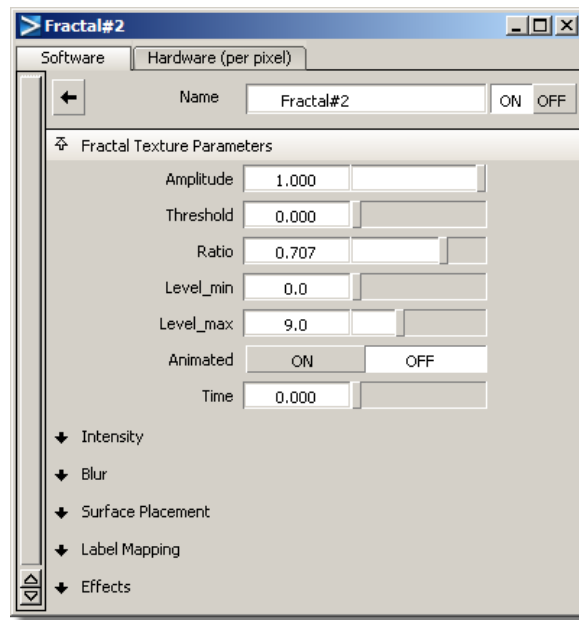 Fractal#2
Software Hardware (per pixel)
Name Fractal#2 ON OFF
Fractal Texture Parameters
Amplitude 1.000
Threshold 0.000
Ratio 0.707
Level_min 0.0
Level_max 9.0
Animated ON OFF
Time 0.000
Intensity
Blur
Surface Placement
Label Mapping
Effects